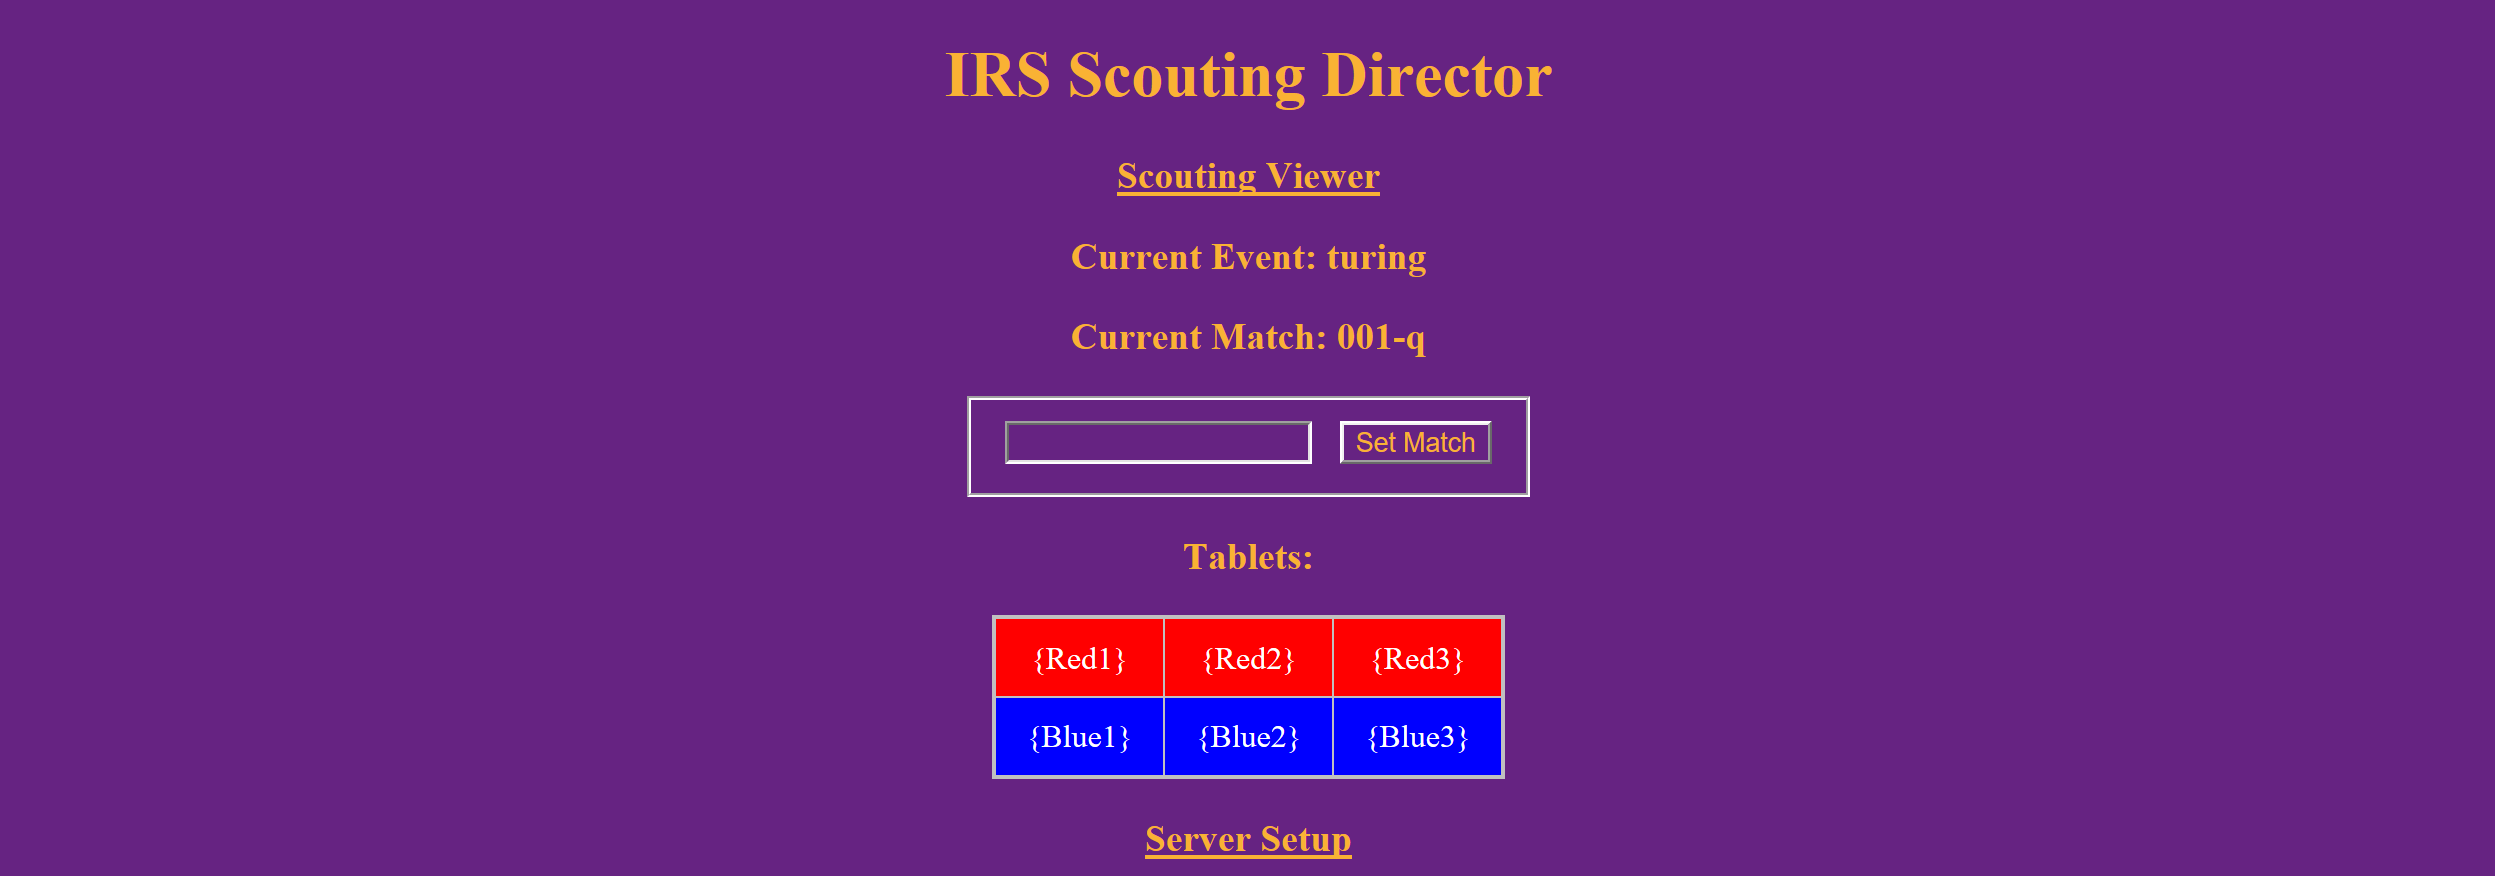 IRS Scouting Director
Scouting Viewer
Current Event: turing
Current Match: 001-q
Set Match
Tablets:
{Red1} {Red2} {Red3}
{Blue1} {Blue2} {Blue3}
Server Setup